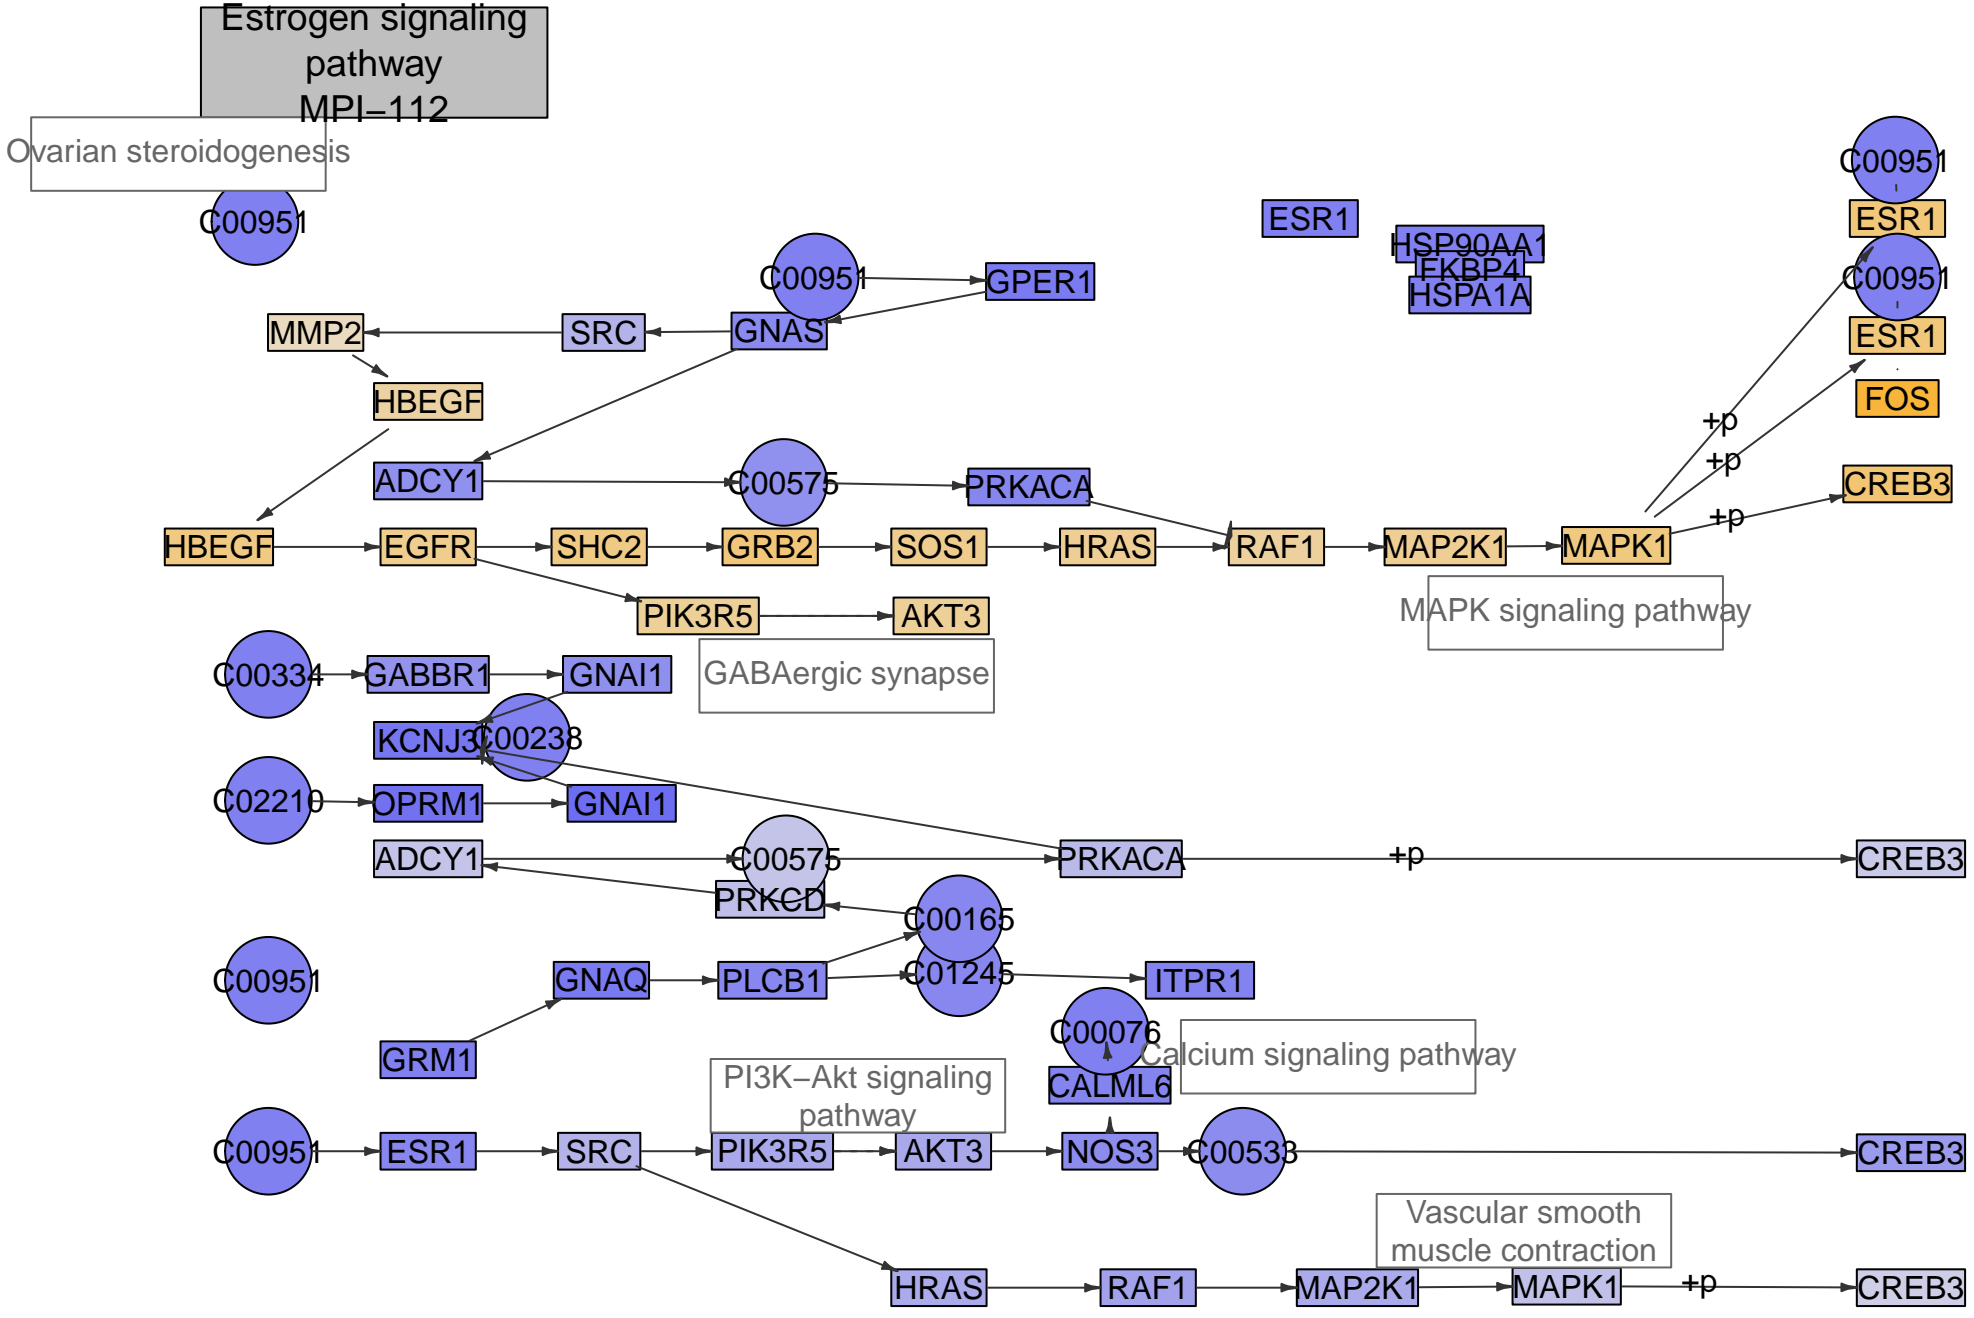 Estrogen signaling
pathway
MPI−112
Ovarian steroidogenesis
C00951
C00951
ESR1
C00951
ESR1
HSP90AA1
FKBP4
HSPA1A
C00951
GPER1
C00951
MMP2
SRC
GNAS
ESR1
HBEGF
FOS
+p
+p
ADCY1
C00575
PRKACA
CREB3
+p
HBEGF
EGFR
SHC2
GRB2
SOS1
HRAS
RAF1
MAP2K1
MAPK1
PIK3R5
AKT3
MAPK signaling pathway
C00334
GABBR1
GNAI1
GABAergic synapse
KCNJ3
C00238
C02210
OPRM1
GNAI1
ADCY1
C00575
PRKACA
+p
CREB3
PRKCD
C00165
C00951
GNAQ
PLCB1
C01245
ITPR1
C00076
GRM1
Calcium signaling pathway
PI3K−Akt signaling
pathway
CALML6
C00951
ESR1
SRC
PIK3R5
AKT3
NOS3
C00533
CREB3
Vascular smooth
muscle contraction
HRAS
RAF1
MAP2K1
MAPK1
+p
CREB3